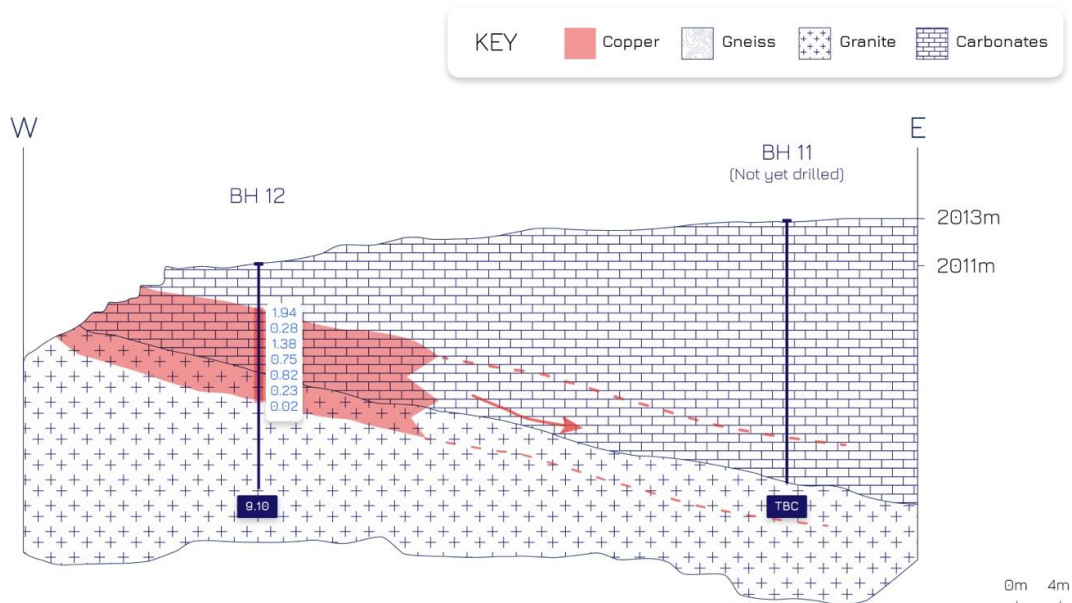 KEY
Copper
Gneiss
Granite
Carbonates
W
E
BH 12
BH 11
(Not yet drilled)
2013m
2011m
1.94
0.28
1.38
0.75
0.82
0.23
0.02
9.10
TBC
0m 4m